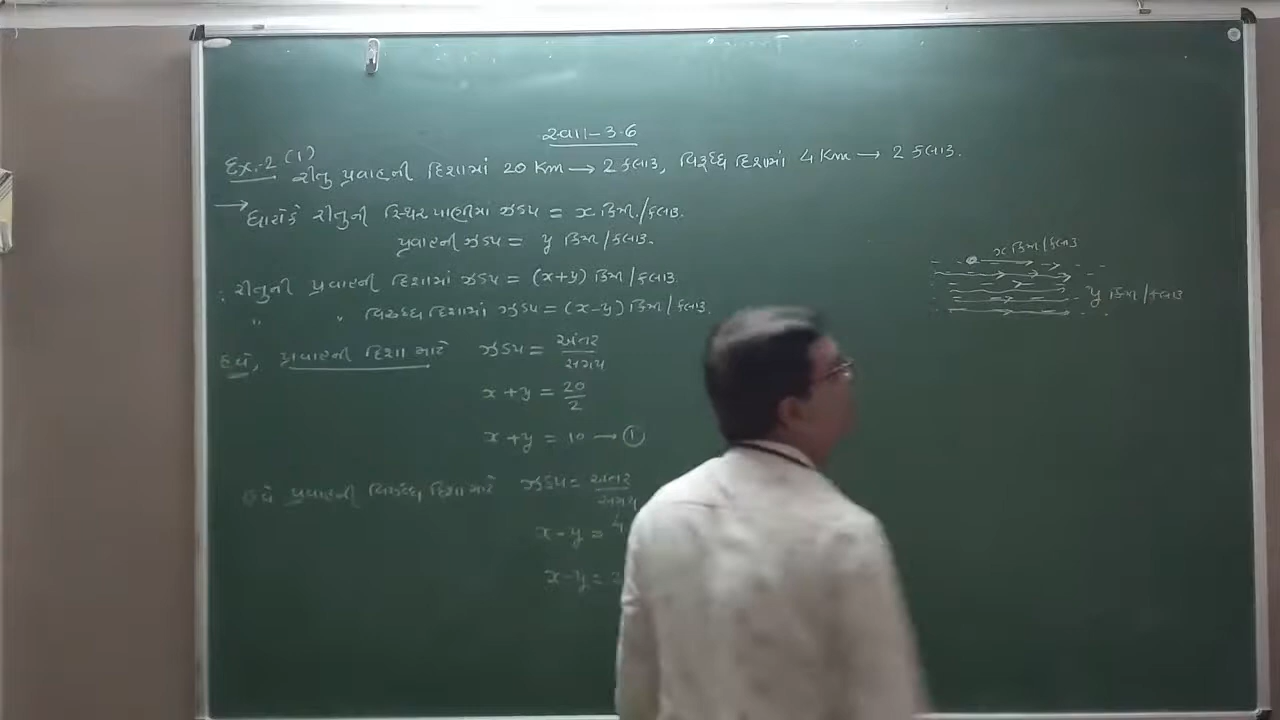 સ્વા-3.6
Ex.-2 (1) રીતુ પ્રવાહની દિશામાં 20 Km → 2 કલાક, વિરુદ્ધ દિશામાં 4 Km → 2 કલાક.
→ ધારોકે રીતુની સ્થિર પાણીમાં ઝડપ = x કિમી./કલાક.
પ્રવાહની ઝડપ = y કિમી/કલાક.
∴ રીતુની પ્રવાહની દિશામાં ઝડપ = (x+y) કિમી/કલાક.
" " વિરુદ્ધ દિશામાં ઝડપ = (x-y) કિમી/કલાક.
હવે, પ્રવાહની દિશા માટે ઝડપ = અંતર/સમય
x + y = 20/2
x + y = 10 → ①
હવે પ્રવાહની વિરુદ્ધ દિશા માટે ઝડપ = અંતર/સમય
x - y = 4
x - y =
x કિમી/કલાક
y કિમી/કલાક